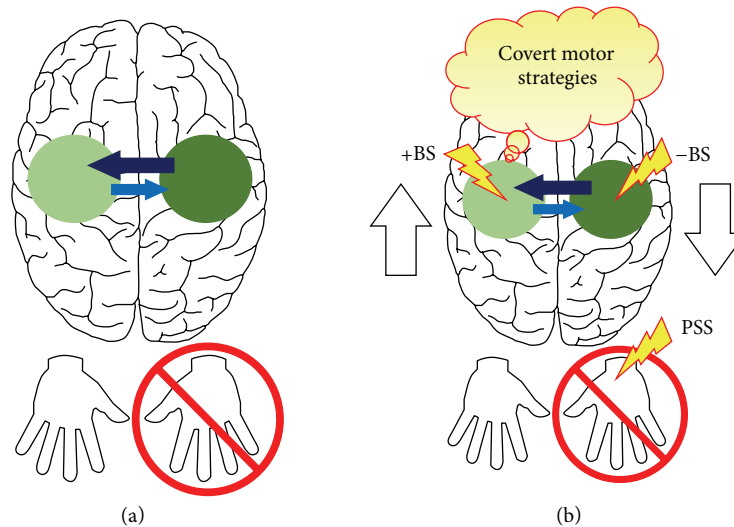 Covert motor
strategies
+BS
−BS
PSS
(a)
(b)